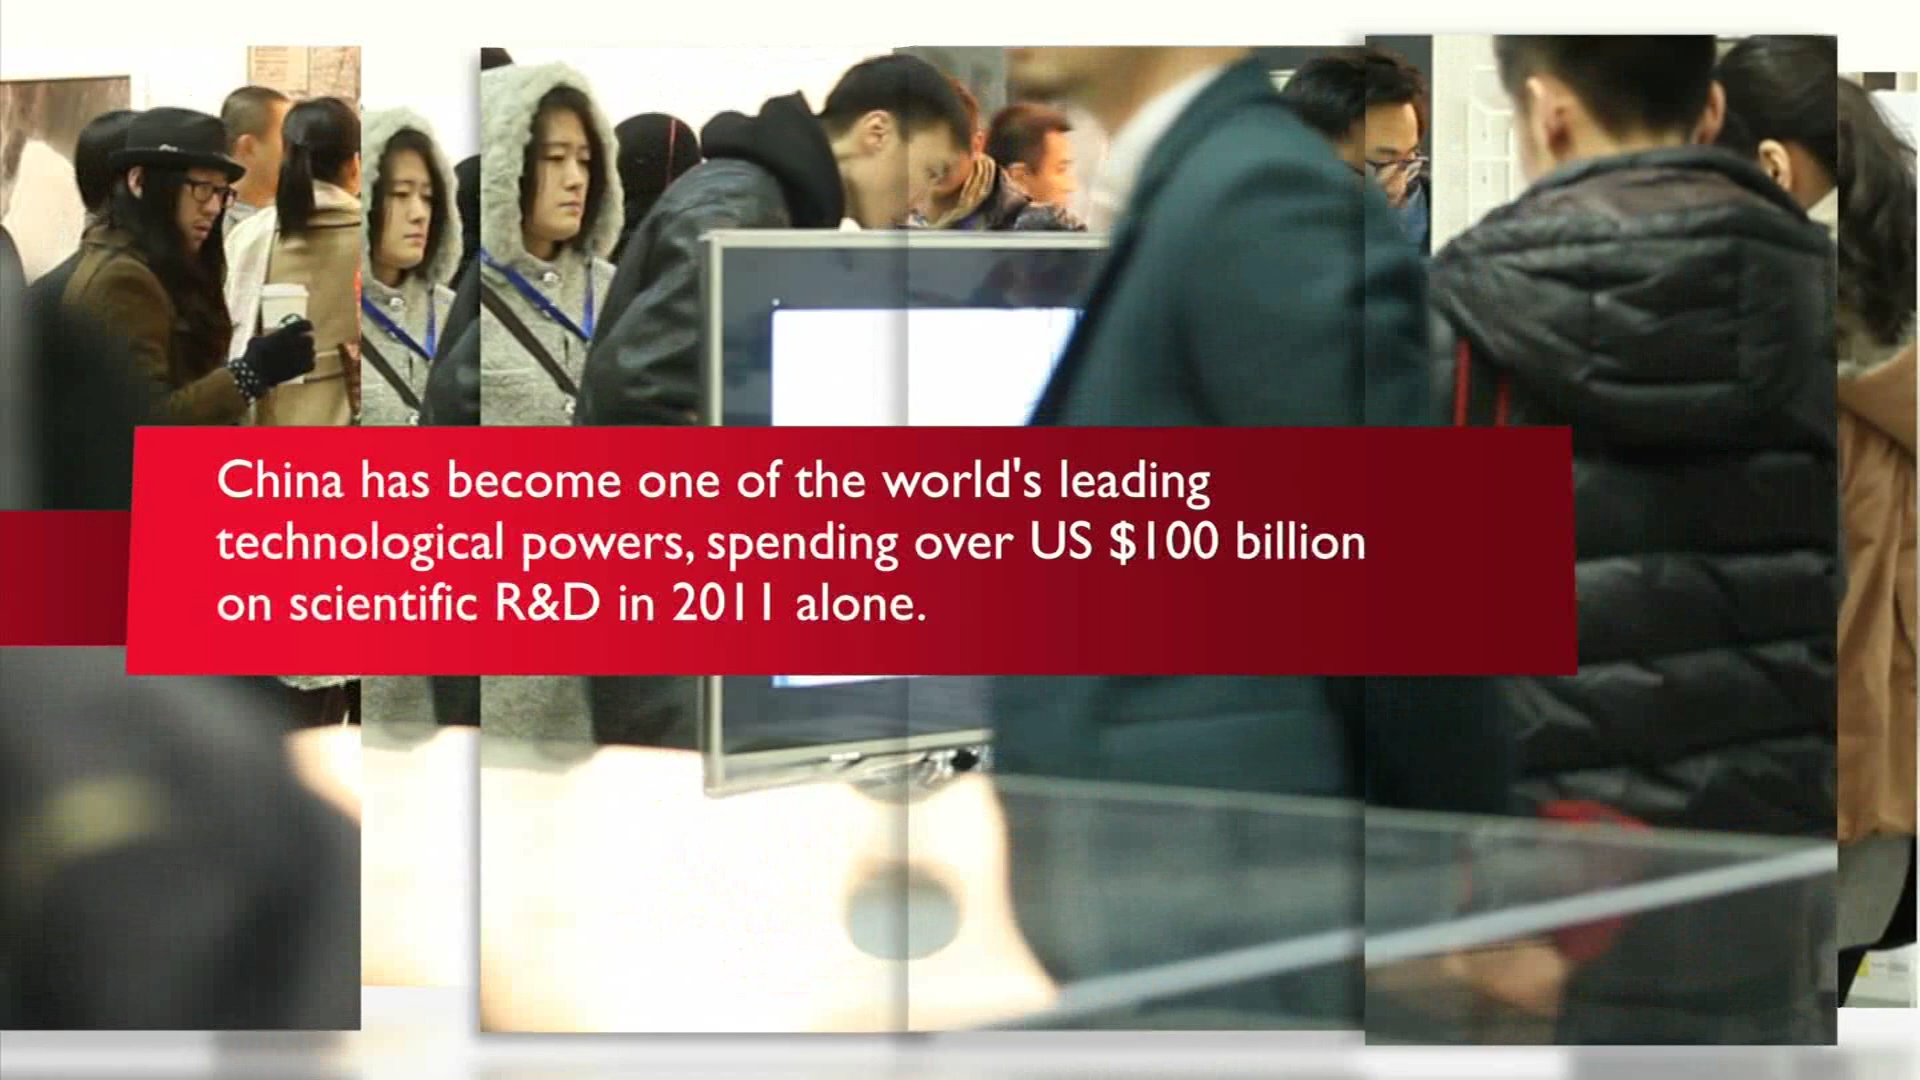 China has become one of the world's leading
technological powers, spending over US $100 billion
on scientific R&D in 2011 alone.